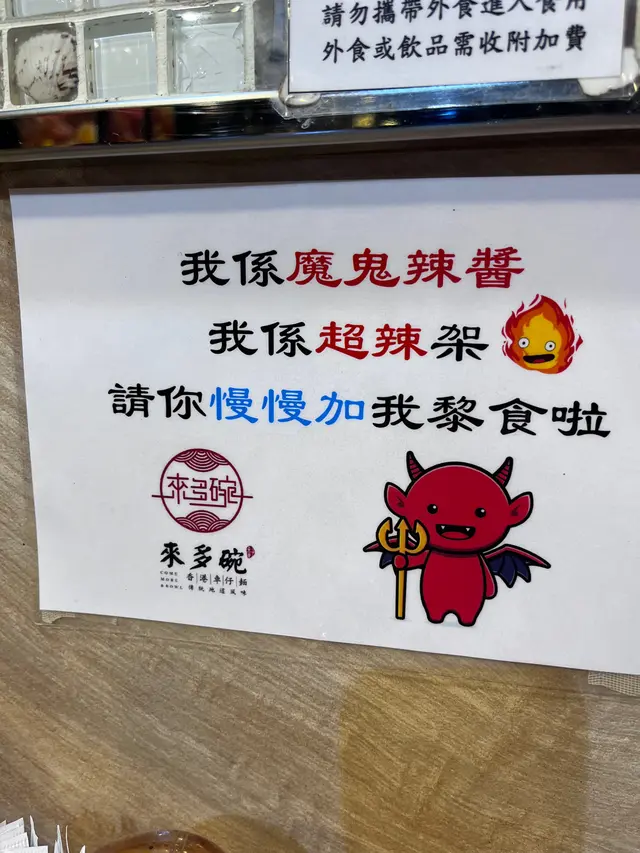 請勿攜帶外食進入食用
外食或飲品需收附加費
我係魔鬼辣醬
我係超辣架
請你慢慢加我黎食啦
來多碗
來多碗
COME
MORE
BOWL
香港車仔麵
傳統地道風味